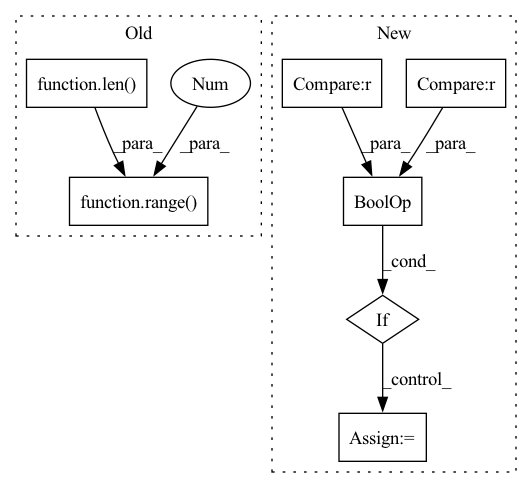 Old
New
function.len()
Num
Compare:r
Compare:r
_para_
_para_
_para_
_para_
function.range()
BoolOp
_cond_
If
_control_
Assign:=